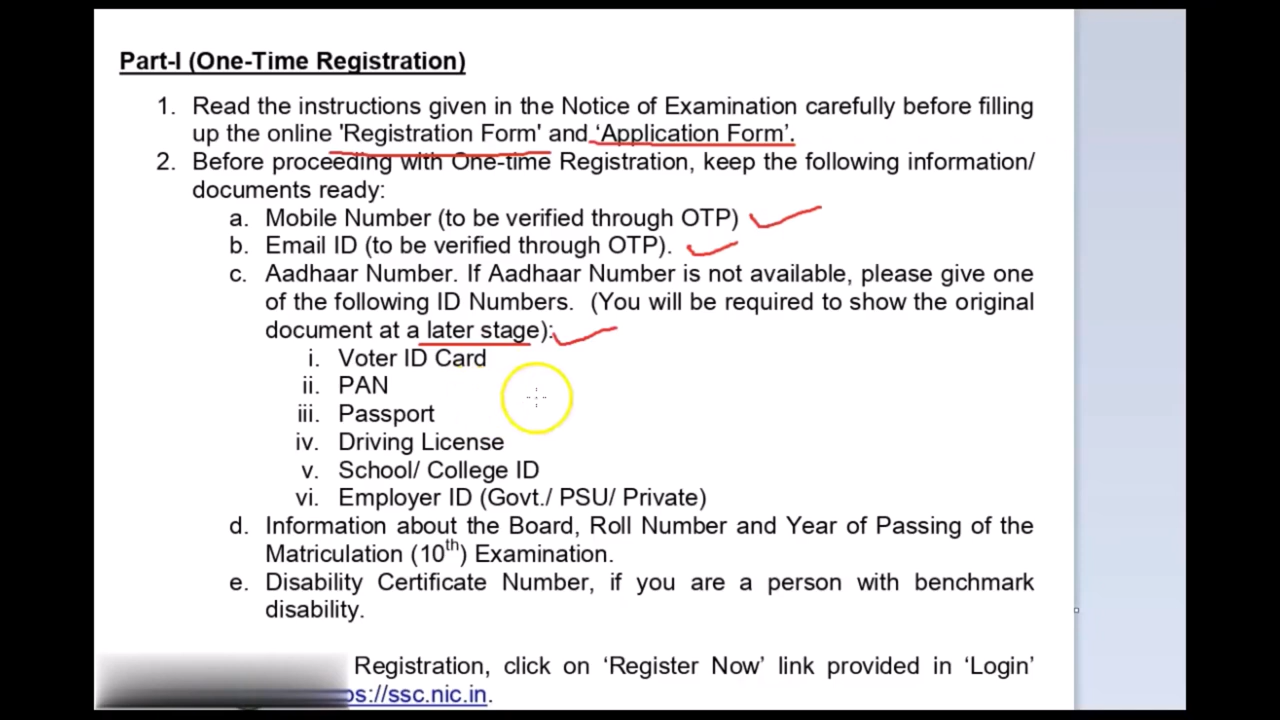 Part-I (One-Time Registration)
1. Read the instructions given in the Notice of Examination carefully before filling
up the online 'Registration Form' and ‘Application Form’.
2. Before proceeding with One-time Registration, keep the following information/
documents ready:
a. Mobile Number (to be verified through OTP)
b. Email ID (to be verified through OTP).
c. Aadhaar Number. If Aadhaar Number is not available, please give one
of the following ID Numbers. (You will be required to show the original
document at a later stage):
i. Voter ID Card
ii. PAN
iii. Passport
iv. Driving License
v. School/ College ID
vi. Employer ID (Govt./ PSU/ Private)
d. Information about the Board, Roll Number and Year of Passing of the
Matriculation (10th) Examination.
e. Disability Certificate Number, if you are a person with benchmark
disability.
Registration, click on ‘Register Now’ link provided in ‘Login’
ps://ssc.nic.in.